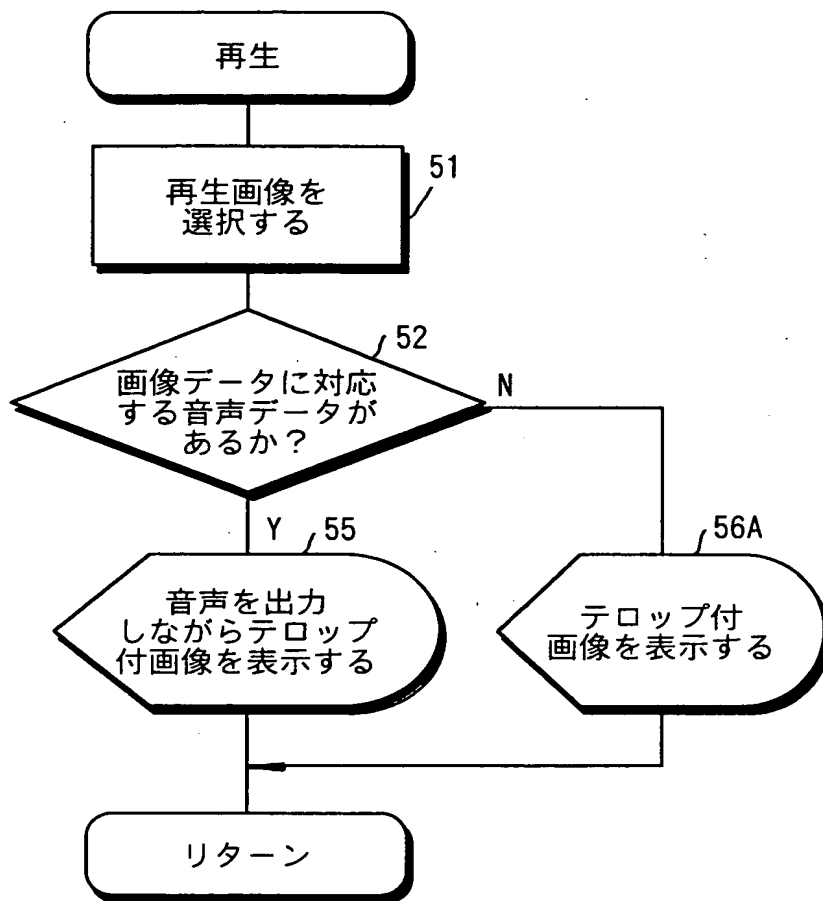 再生
51
再生画像を
選択する
52
画像データに対応
する音声データが
あるか？
N
Y
55
音声を出力
しながらテロップ
付画像を表示する
56A
テロップ付
画像を表示する
リターン